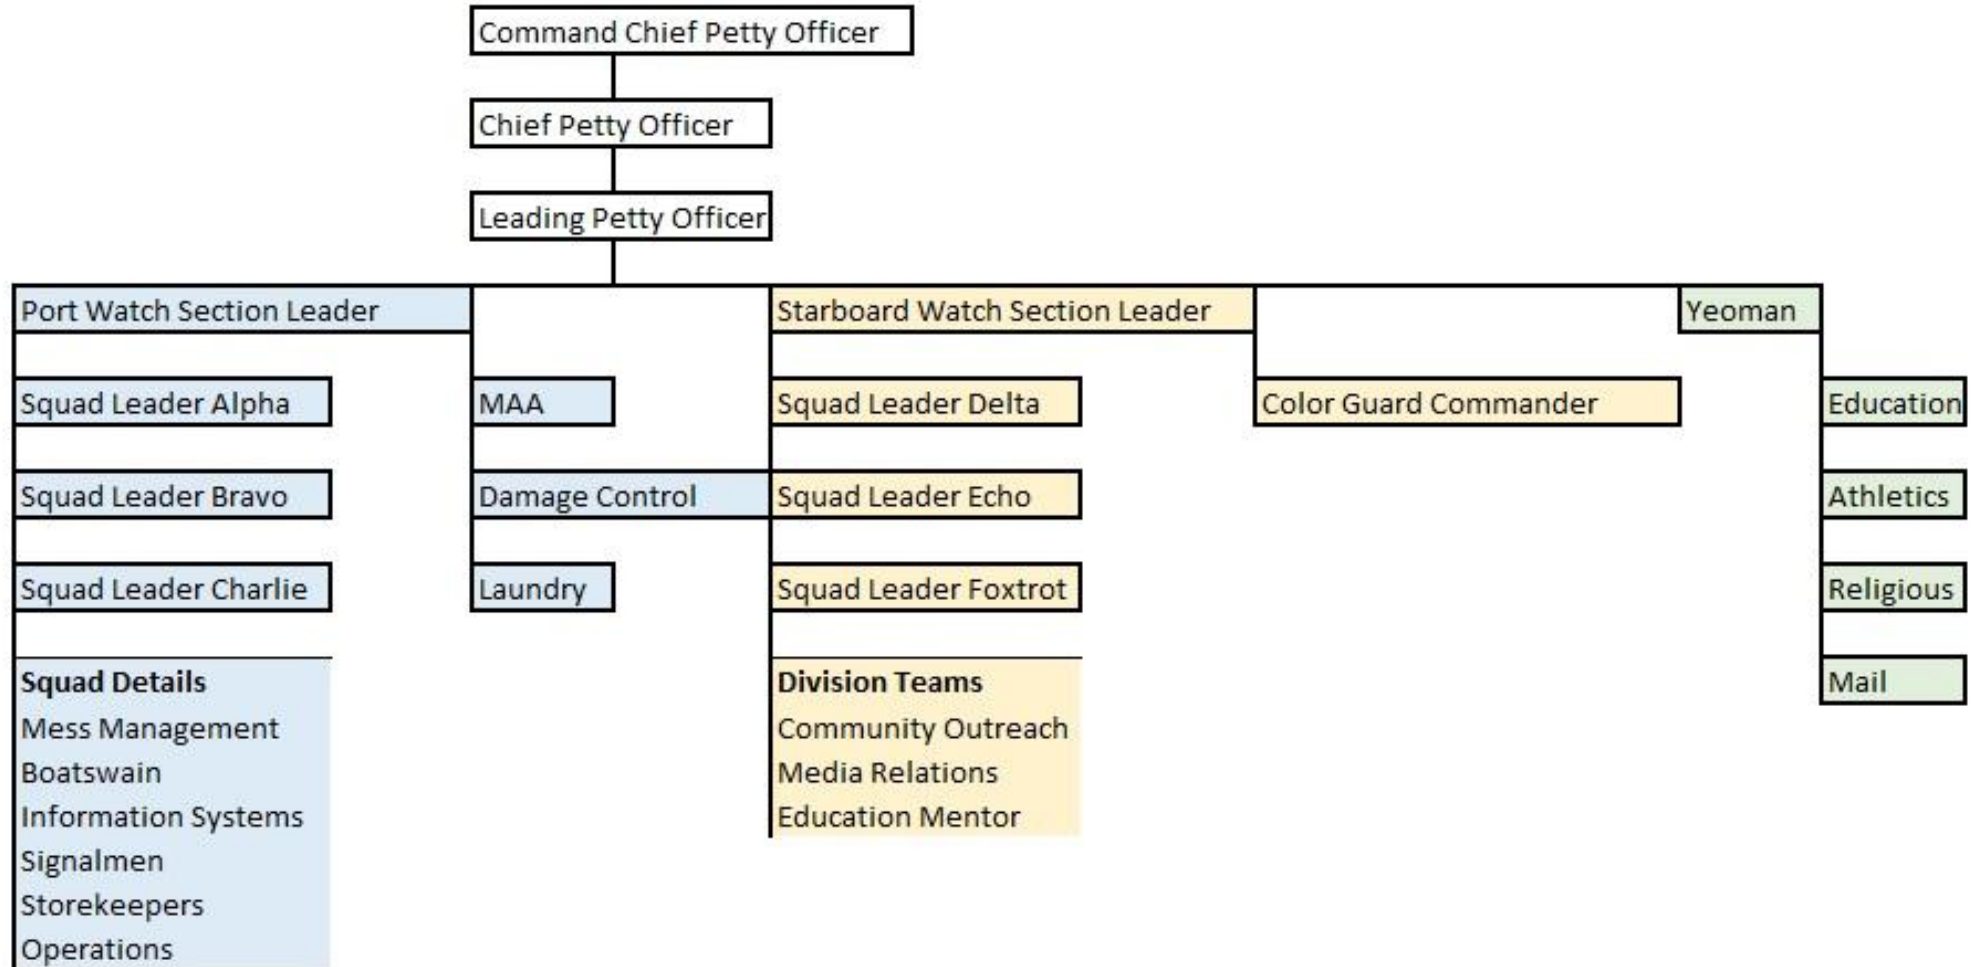 Command Chief Petty Officer
Chief Petty Officer
Leading Petty Officer
Port Watch Section Leader
Starboard Watch Section Leader
Yeoman
Squad Leader Alpha
MAA
Squad Leader Delta
Color Guard Commander
Education
Squad Leader Bravo
Damage Control
Squad Leader Echo
Athletics
Squad Leader Charlie
Laundry
Squad Leader Foxtrot
Religious
Squad Details
Division Teams
Mail
Mess Management
Community Outreach
Boatswain
Media Relations
Information Systems
Education Mentor
Signalmen
Storekeepers
Operations